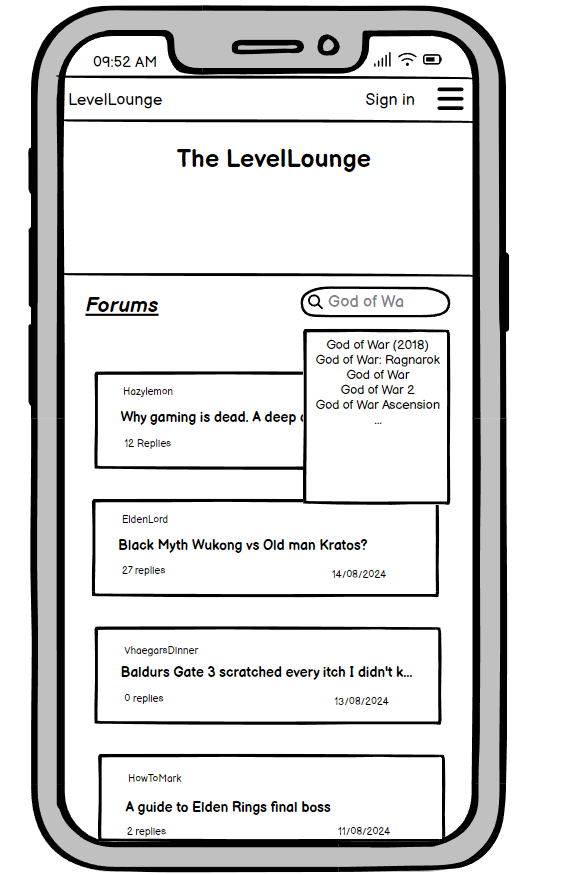 09:52 AM
LevelLounge
Sign in
The LevelLounge
Forums
God of Wa
God of War (2018)
God of War: Ragnarok
God of War
God of War 2
God of War Ascension
...
Hazylemon
Why gaming is dead. A deep
12 Replies
EldenLord
Black Myth Wukong vs Old man Kratos?
27 replies
14/08/2024
VhaegarsDinner
Baldurs Gate 3 scratched every itch I didn't k...
0 replies
13/08/2024
HowToMark
A guide to Elden Rings final boss
2 replies
11/08/2024